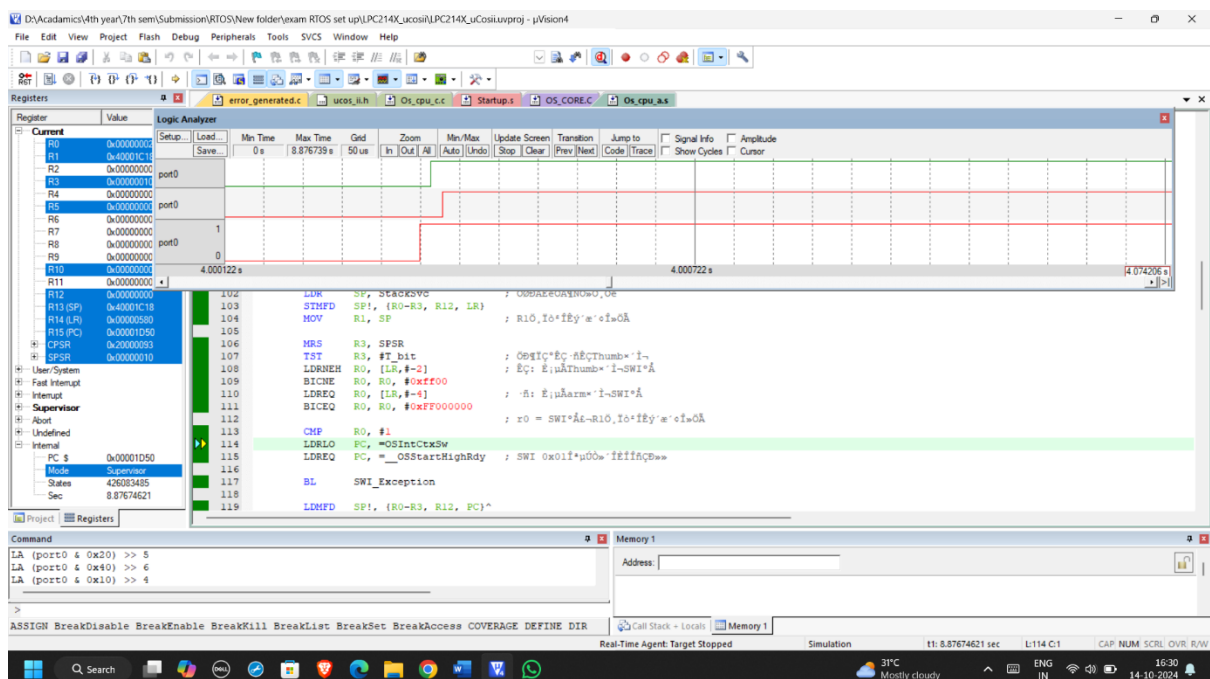 D:\Acadamics\4th year\7th sem\Submission\RTOS\New folder\exam RTOS set up\LPC214X_ucosii\LPC214X_uCosii.uvproj - µVision4
File Edit View Project Flash Debug Peripherals Tools SVCS Window Help
Registers
error_generated.c ucos_ii.h Os_cpu_c.c Startup.s OS_CORE.C Os_cpu_a.s
Register Value
Logic Analyzer
Setup... Load... Min Time Max Time Grid Zoom Min/Max Update Screen Transition Jump to Signal Info Amplitude
Save... 0 s 8.876739 s 50 us In Out All Auto Undo Stop Clear Prev Next Code Trace Show Cycles Cursor
port0
port0
1
port0
0
4.000122 s 4.000722 s 4.074206 s
Current
R0 0x00000002
R1 0x40001C18
R2 0x00000000
R3 0x00000010
R4 0x00000000
R5 0x00000000
R6 0x00000000
R7 0x00000000
R8 0x00000000
R9 0x00000000
R10 0x00000000
R11 0x00000000
R12 0x00000000
R13 (SP) 0x40001C18
R14 (LR) 0x00000580
R15 (PC) 0x00001D50
CPSR 0x20000093
SPSR 0x00000010
User/System
Fast Interrupt
Interrupt
Supervisor
Abort
Undefined
Internal
PC $ 0x00001D50
Mode Supervisor
States 426083485
Sec 8.87674621
102 LDR SP, StackSvc ;
103 STMFD SP!, {R0-R3, R12, LR}
104 MOV R1, SP ;
105
106 MRS R3, SPSR
107 TST R3, #T_bit ;
108 LDRNEH R0, [LR,#-2] ;
109 BICNE R0, R0, #0xff00
110 LDREQ R0, [LR,#-4] ;
111 BICEQ R0, R0, #0xFF000000
112 ; r0 =
113 CMP R0, #1
114 LDRLO PC, =OSIntCtxSw
115 LDREQ PC, =__OSStartHighRdy ; SWI
116
117 BL SWI_Exception
118
119 LDMFD SP!, {R0-R3, R12, PC}^
Project Registers
Command
LA (port0 & 0x20) >> 5
LA (port0 & 0x40) >> 6
LA (port0 & 0x10) >> 4
>
ASSIGN BreakDisable BreakEnable BreakKill BreakList BreakSet BreakAccess COVERAGE DEFINE DIR
Memory 1
Address:
Call Stack + Locals Memory 1
Real-Time Agent: Target Stopped Simulation t1: 8.87674621 sec L:114 C:1 CAP NUM SCRL OVR R/W
Search
31°C
Mostly cloudy
ENG
IN
16:30
14-10-2024